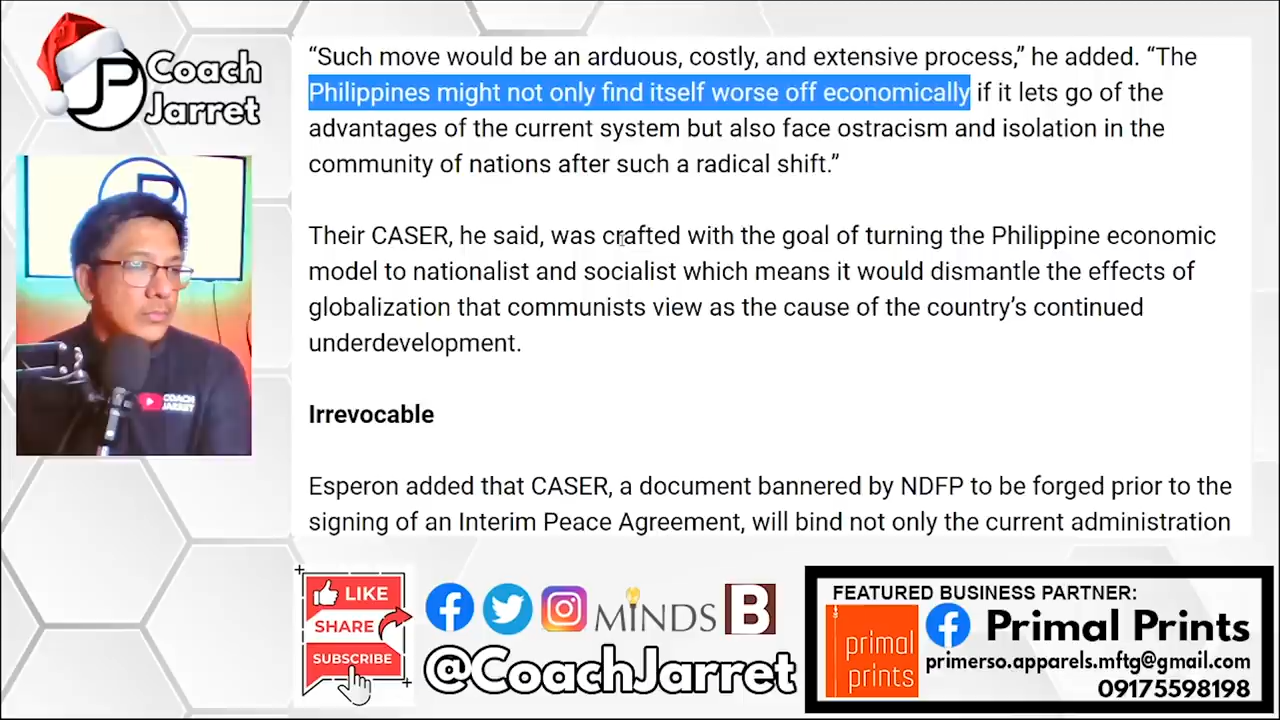 Coach
Jarret
“Such move would be an arduous, costly, and extensive process,” he added. “The
Philippines might not only find itself worse off economically if it lets go of the
advantages of the current system but also face ostracism and isolation in the
community of nations after such a radical shift.”
Their CASER, he said, was crafted with the goal of turning the Philippine economic
model to nationalist and socialist which means it would dismantle the effects of
globalization that communists view as the cause of the country’s continued
underdevelopment.
Irrevocable
Esperon added that CASER, a document bannered by NDFP to be forged prior to the
signing of an Interim Peace Agreement, will bind not only the current administration
COACH
JARRET
LIKE
SHARE
SUBSCRIBE
MINDS
B
@CoachJarret
FEATURED BUSINESS PARTNER:
primal
prints
Primal Prints
primerso.apparels.mftg@gmail.com
09175598198